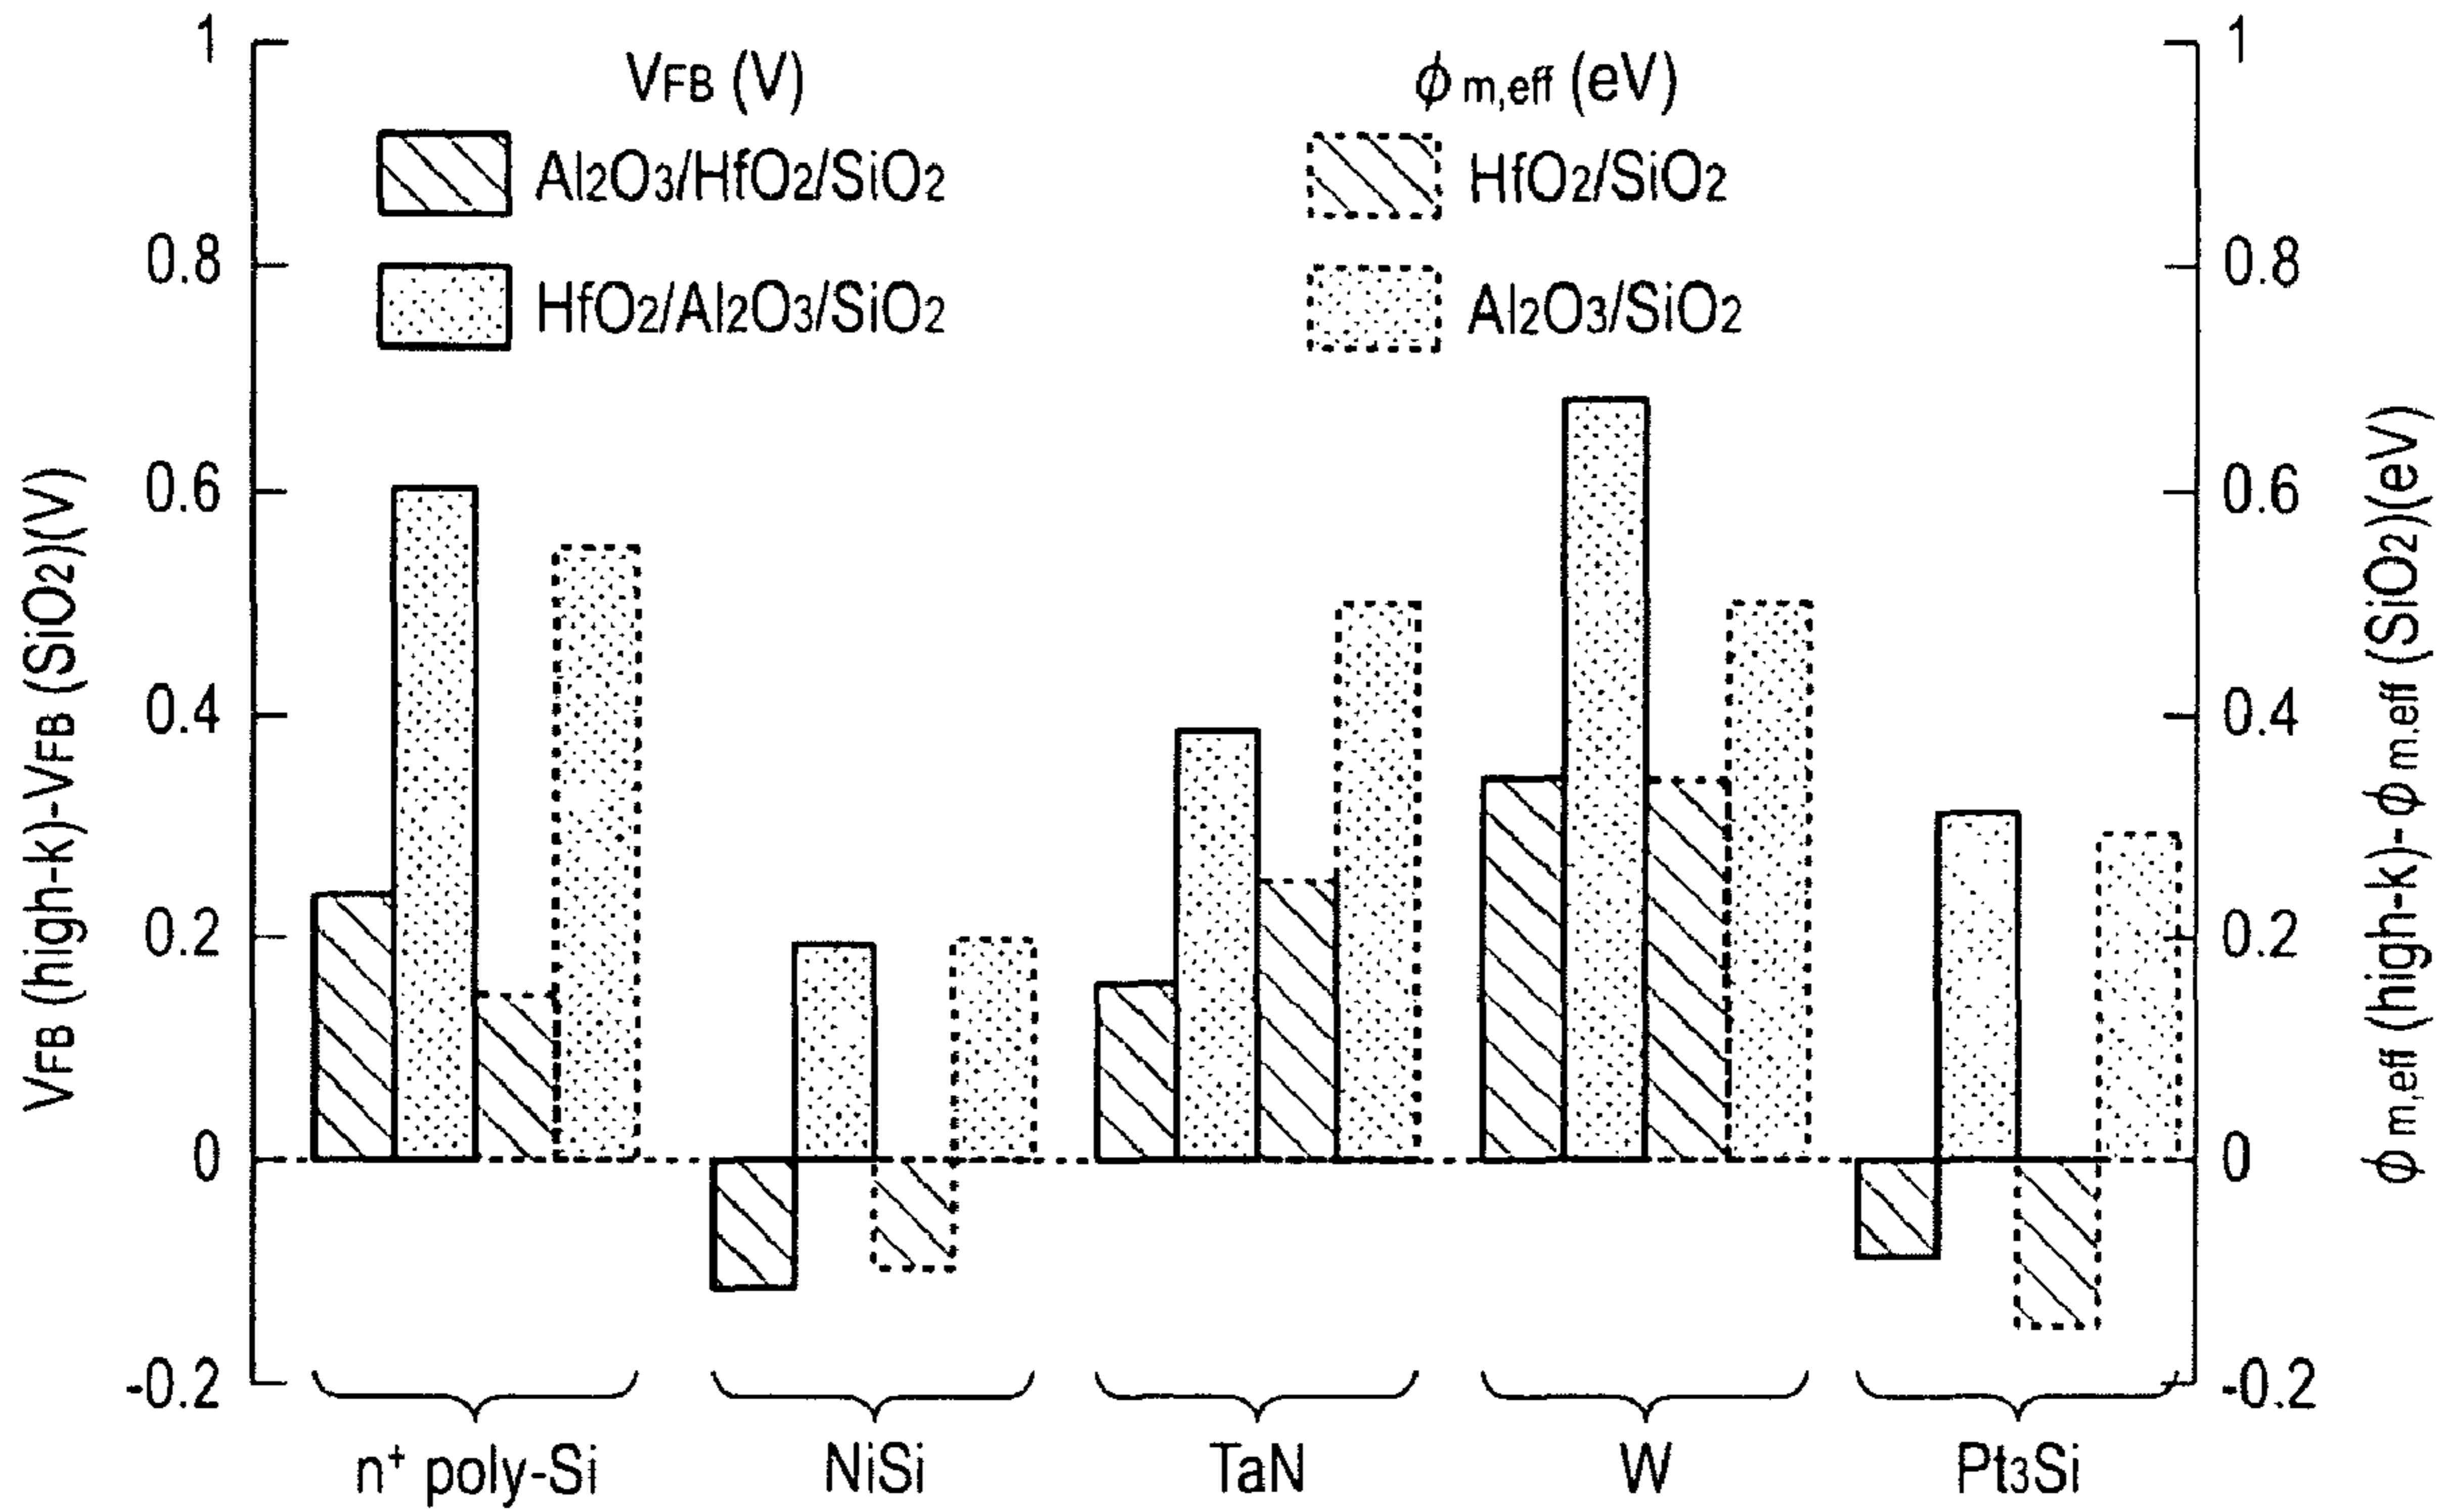 VFB (high-k)-VFB (SiO2)(V)
1
0.8
0.6
0.4
0.2
0
-0.2
VFB (V)
Al2O3/HfO2/SiO2
HfO2/Al2O3/SiO2
ϕ m,eff (eV)
HfO2/SiO2
Al2O3/SiO2
1
0.8
0.6
0.4
0.2
0
-0.2
ϕ m,eff (high-k)-ϕ m,eff (SiO2)(eV)
n+ poly-Si
NiSi
TaN
W
Pt3Si